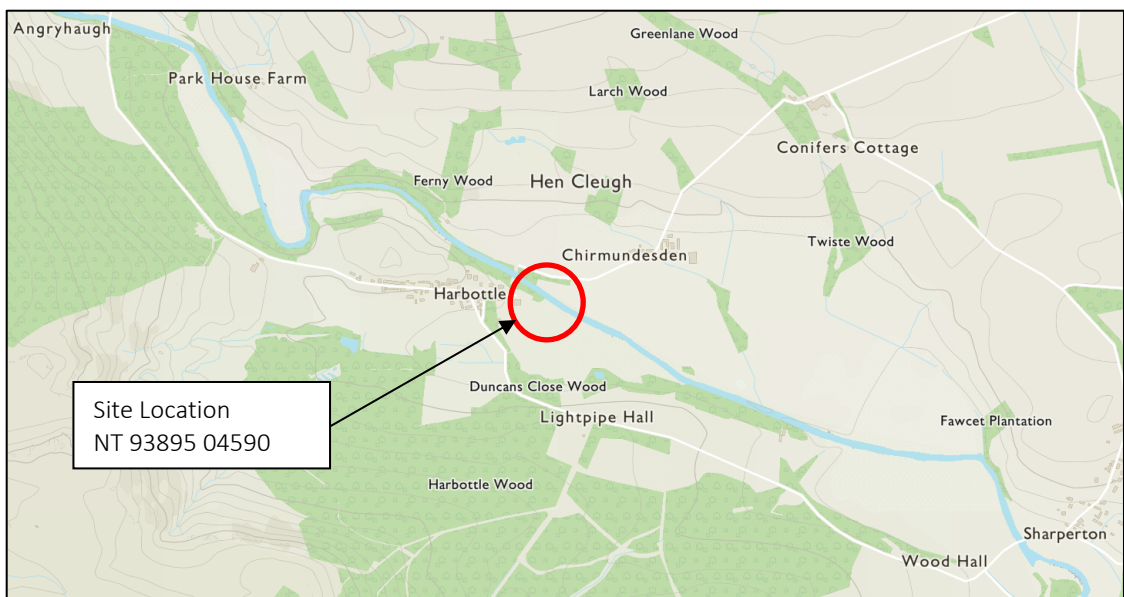 Angryhaugh
Greenlane Wood
Park House Farm
Larch Wood
Conifers Cottage
Ferny Wood
Hen Cleugh
Twiste Wood
Chirmundesden
Harbottle
Duncans Close Wood
Site Location
NT 93895 04590
Lightpipe Hall
Fawcet Plantation
Harbottle Wood
Sharperton
Wood Hall